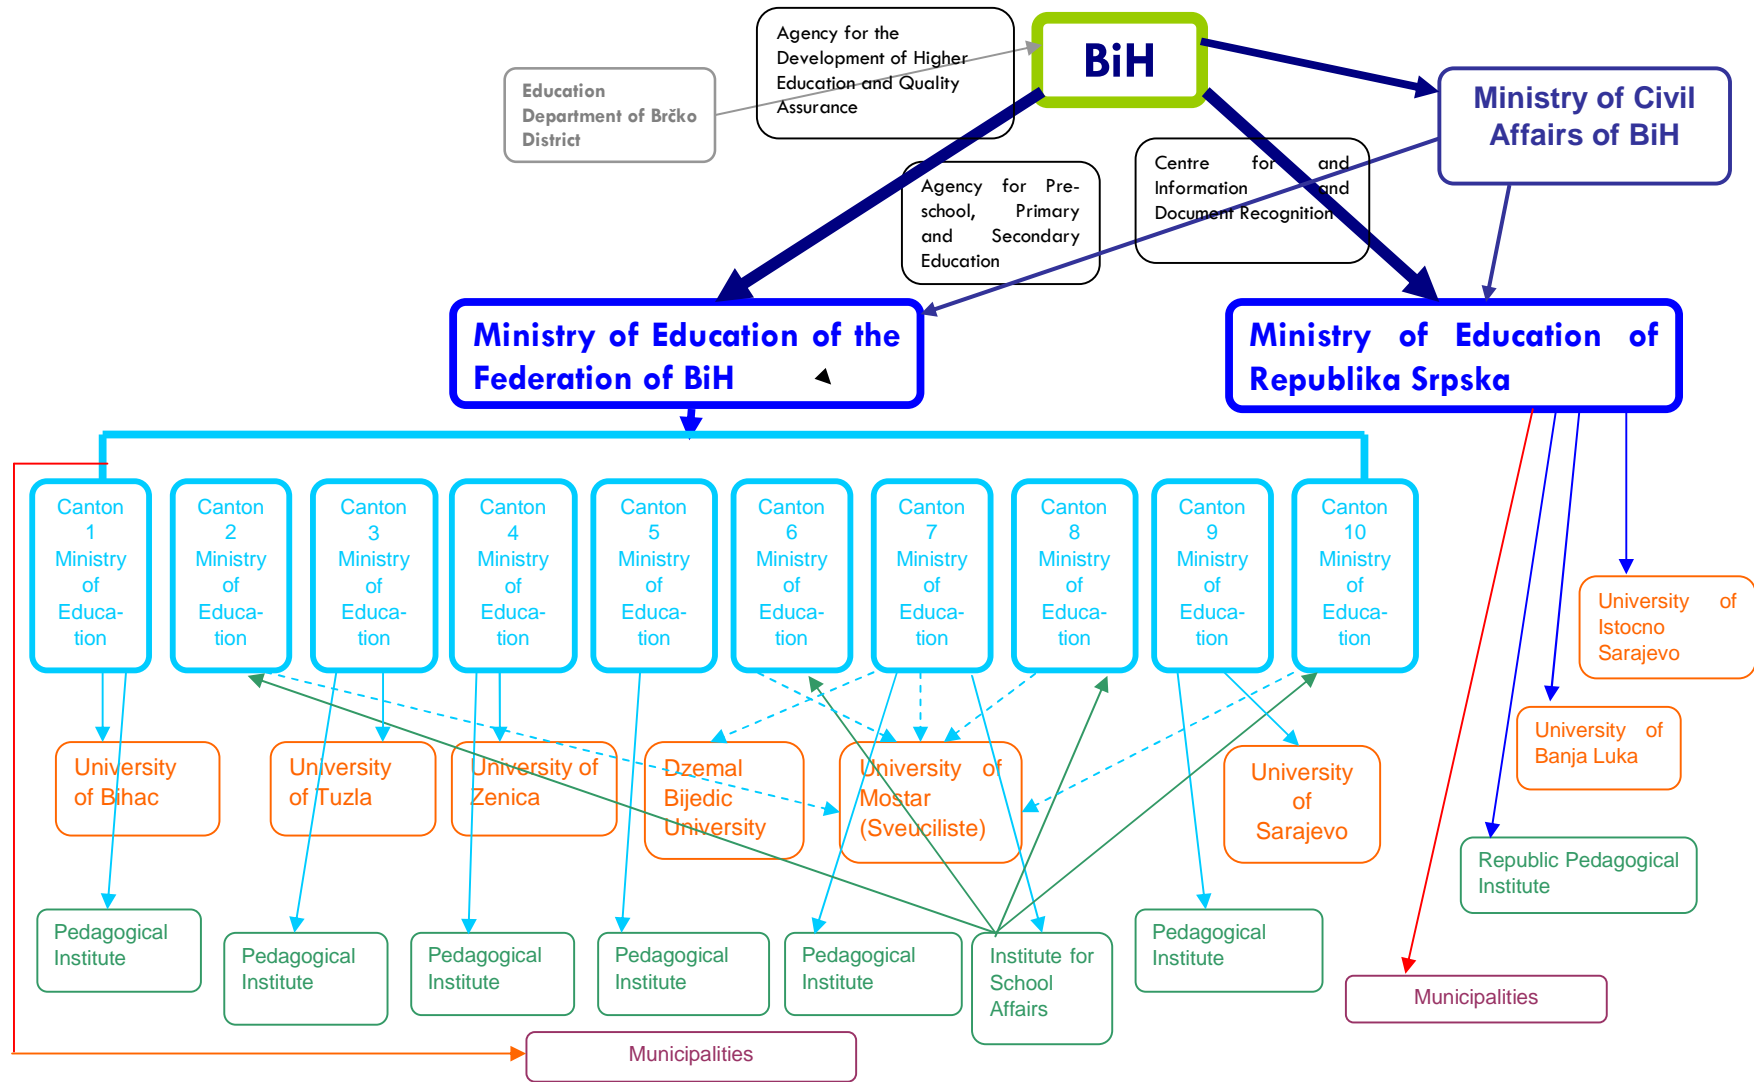 Agency for the
Development of Higher
Education and Quality
Assurance
BiH
Education
Department of Brčko
District
Ministry of Civil
Affairs of BiH
Agency for Pre-
school, Primary
and Secondary
Education
Centre for and
Information and
Document Recognition
Ministry of Education of the
Federation of BiH
Ministry of Education of
Republika Srpska
Canton
1
Ministry
of
Educa-
tion
Canton
2
Ministry
of
Educa-
tion
Canton
3
Ministry
of
Educa-
tion
Canton
4
Ministry
of
Educa-
tion
Canton
5
Ministry
of
Educa-
tion
Canton
6
Ministry
of
Educa-
tion
Canton
7
Ministry
of
Educa-
tion
Canton
8
Ministry
of
Educa-
tion
Canton
9
Ministry
of
Educa-
tion
Canton
10
Ministry
of
Educa-
tion
University of
Istocno
Sarajevo
University of
Banja Luka
University
of Bihac
University
of Tuzla
University of
Zenica
Dzemal
Bijedic
University
University of
Mostar
(Sveuciliste)
University
of
Sarajevo
Republic Pedagogical
Institute
Pedagogical
Institute
Pedagogical
Institute
Pedagogical
Institute
Pedagogical
Institute
Pedagogical
Institute
Institute for
School
Affairs
Pedagogical
Institute
Municipalities
Municipalities